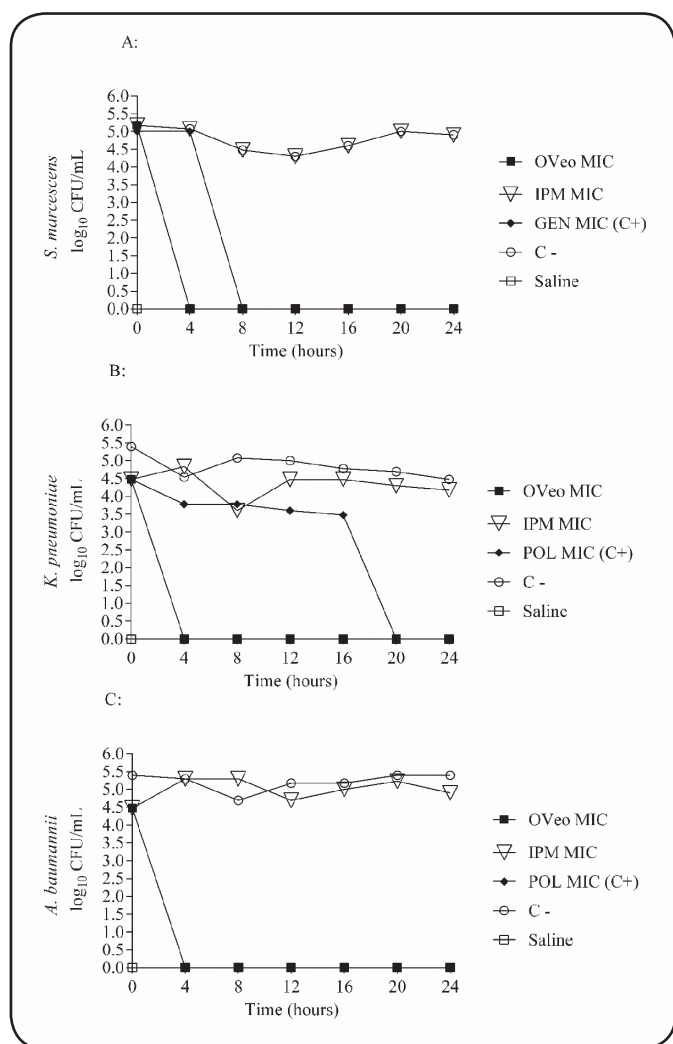 A:
6.0
5.5
5.0
4.5
4.0
3.5
3.0
2.5
2.0
1.5
1.0
0.5
0.0
S. marcescens
log10 CFU/mL
0 4 8 12 16 20 24
Time (hours)
OVeo MIC
IPM MIC
GEN MIC (C+)
C -
Saline
B:
6.0
5.5
5.0
4.5
4.0
3.5
3.0
2.5
2.0
1.5
1.0
0.5
0.0
K. pneumoniae
log10 CFU/mL
0 4 8 12 16 20 24
Time (hours)
OVeo MIC
IPM MIC
POL MIC (C+)
C -
Saline
C:
6.0
5.5
5.0
4.5
4.0
3.5
3.0
2.5
2.0
1.5
1.0
0.5
0.0
A. baumannii
log10 CFU/mL
0 4 8 12 16 20 24
Time (hours)
OVeo MIC
IPM MIC
POL MIC (C+)
C -
Saline